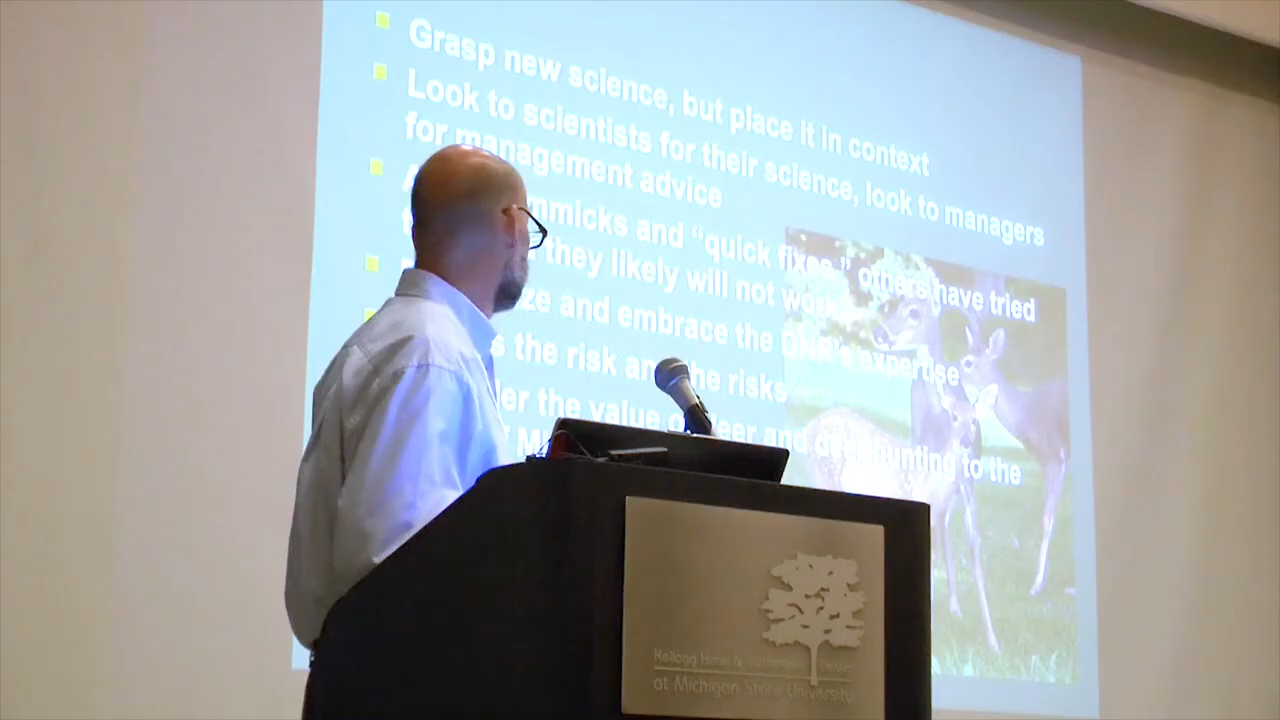 Grasp new science, but place it in context
Look to scientists for their science, look to managers
for management advice
and “quick fixes,” others have tried
they likely will not work
and embrace the DNR’s expertise
the risk and the risks
the value of deer and deer hunting to the
Kellogg Hotel & Center
at Michigan State University